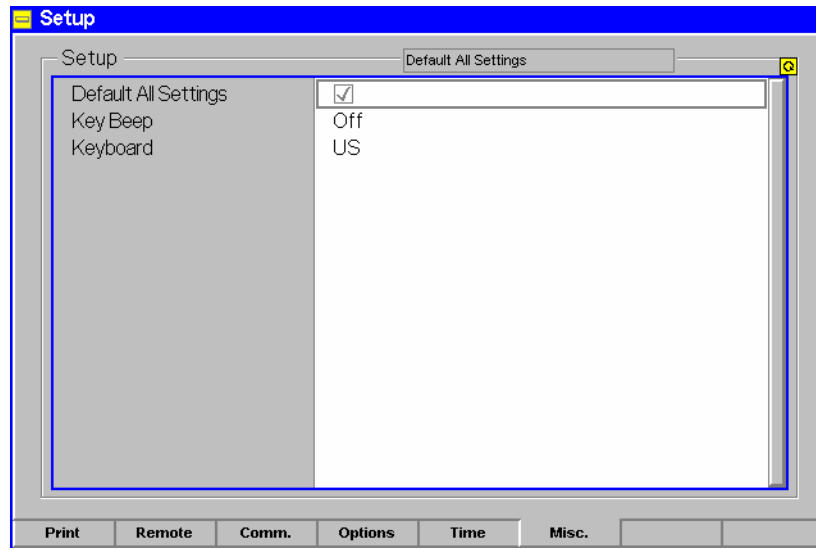 Setup
Setup Default All Settings
Default All Settings
Key Beep Off
Keyboard US
Print Remote Comm. Options Time Misc.